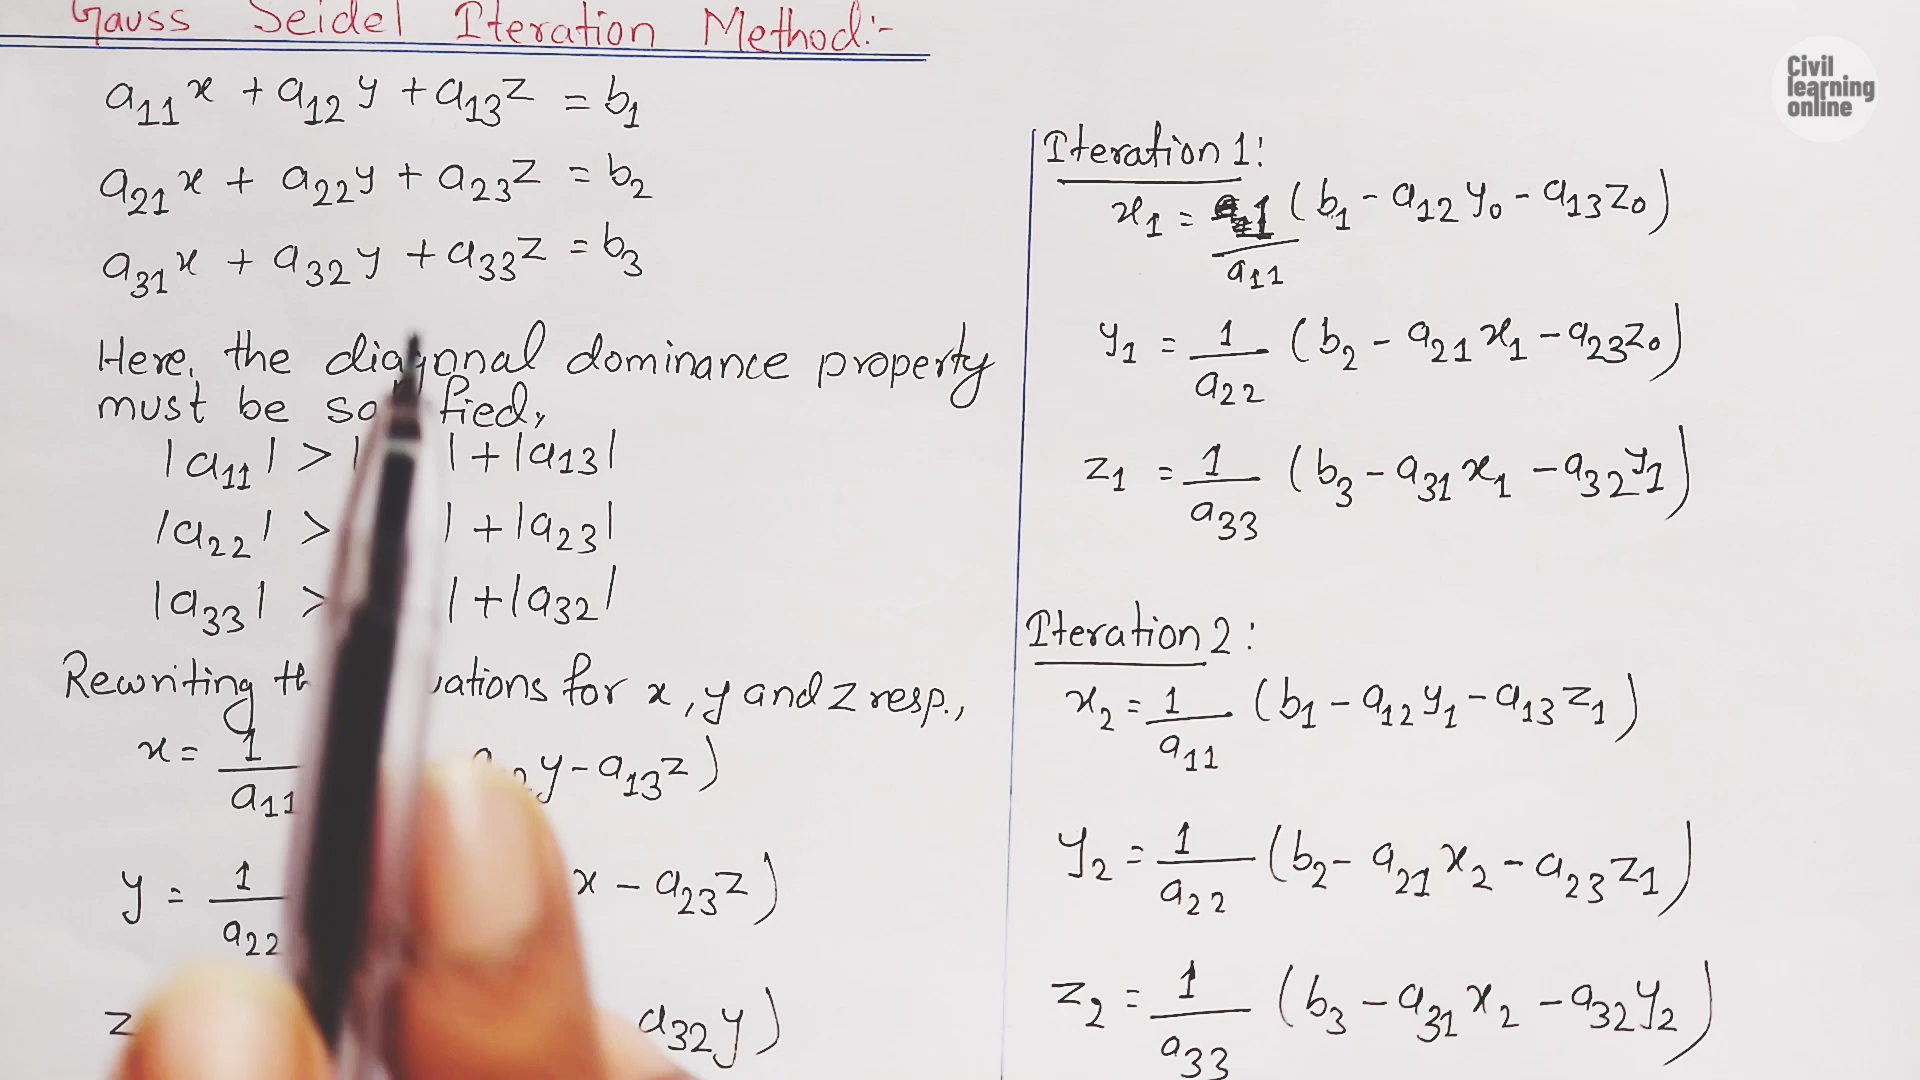 Gauss Seidel Iteration Method:-
a11x + a12y + a13z = b1
a21x + a22y + a23z = b2
a31x + a32y + a33z = b3
Here, the diagonal dominance property
must be fied,
|a11| > | | + |a13|
|a22| > | + |a23|
|a33| > | + |a32|
Rewriting th uations for x, y and z resp.,
x = 1/a11 y - a13z)
y = 1/a22 x - a23z)
z a32y)
Iteration 1:
x1 = 1/a11 (b1 - a12y0 - a13z0)
y1 = 1/a22 (b2 - a21x1 - a23z0)
z1 = 1/a33 (b3 - a31x1 - a32y1)
Iteration 2:
x2 = 1/a11 (b1 - a12y1 - a13z1)
y2 = 1/a22 (b2 - a21x2 - a23z1)
z2 = 1/a33 (b3 - a31x2 - a32y2)
Civil
learning
online